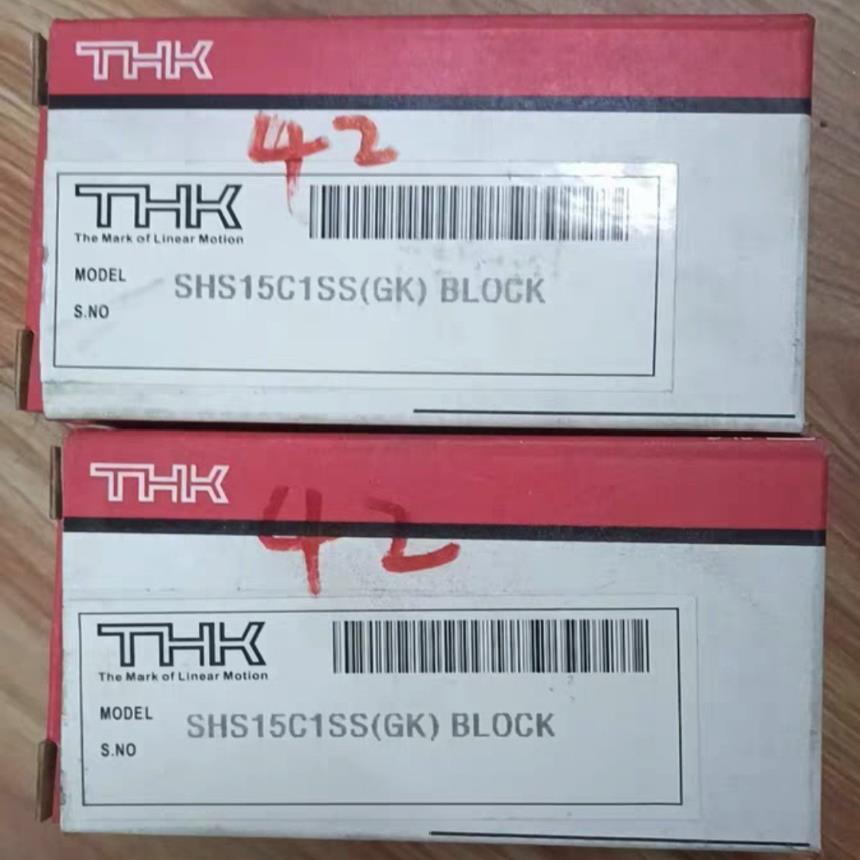 THK
42
THK
The Mark of Linear Motion
MODEL SHS15C1SS(GK) BLOCK
S.NO
THK
42
THK
The Mark of Linear Motion
MODEL SHS15C1SS(GK) BLOCK
S.NO